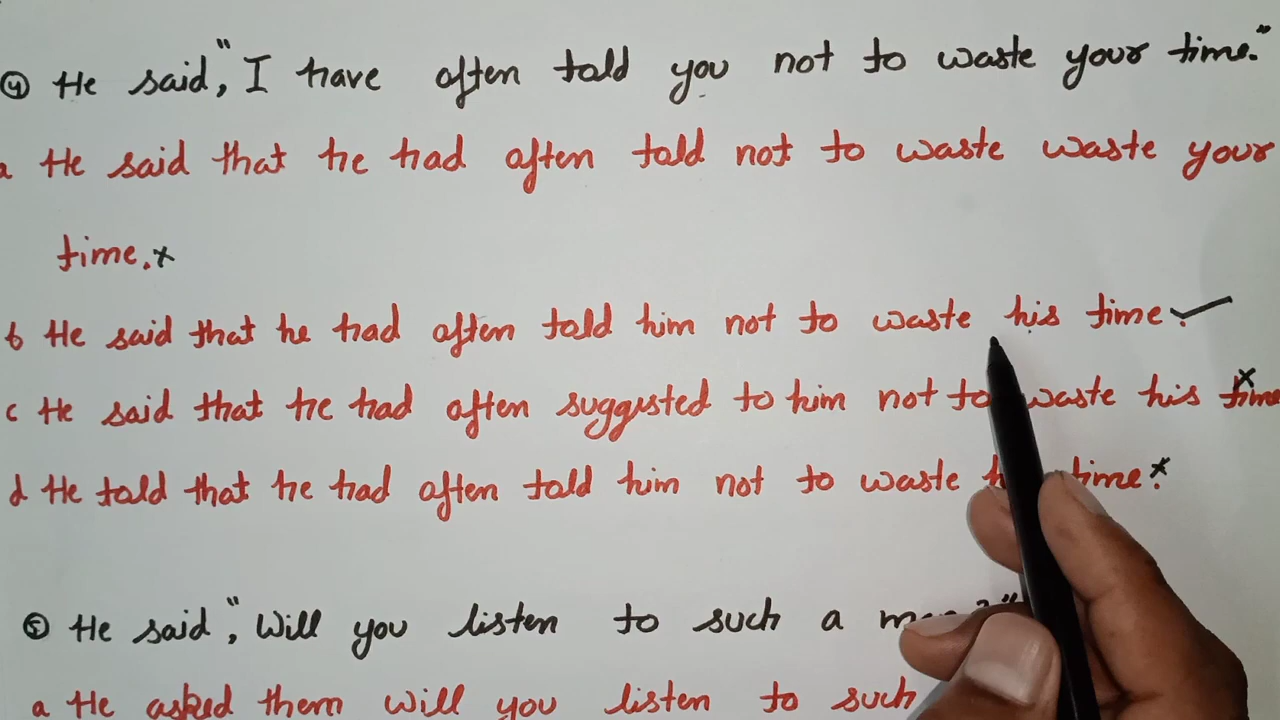 ④ He said, "I have often told you not to waste your time."
a He said that he had often told not to waste waste your
time. ×
b He said that he had often told him not to waste his time. ✓
c He said that he had often suggested to him not to waste his time ×
d He told that he had often told him not to waste time. ×
⑤ He said, "Will you listen to such a
a He asked them will you listen to such